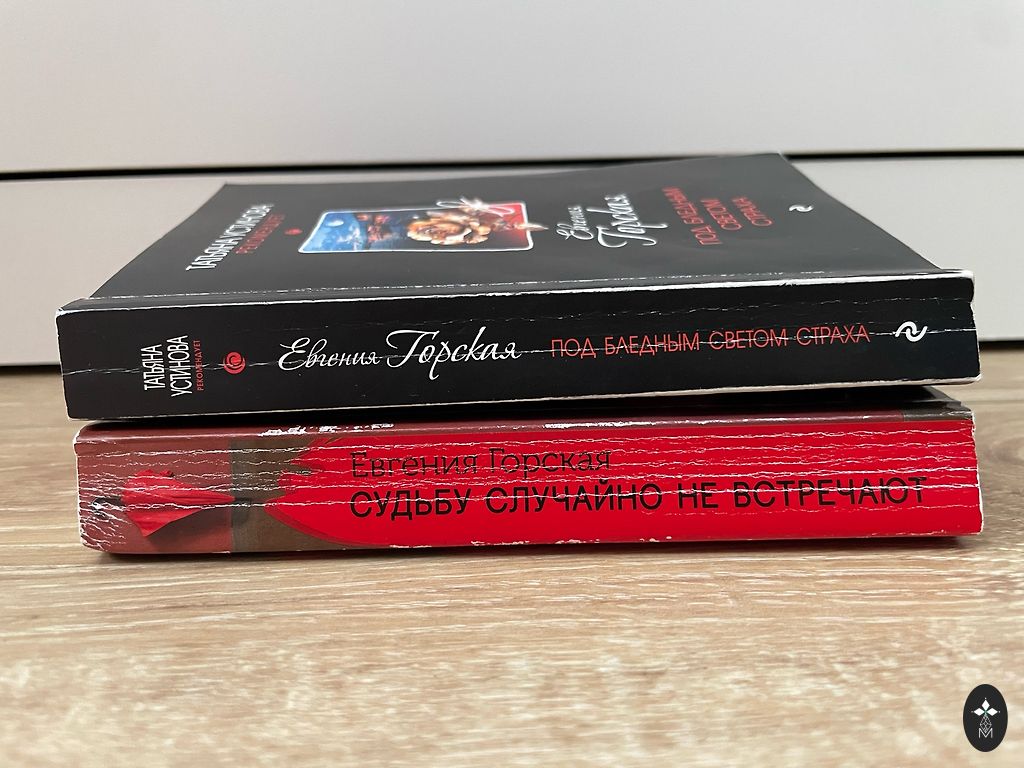 ТАТЬЯНА УСТИНОВА
РЕКОМЕНДУЕТ
Евгения
Горская
ПОД БЛЕДНЫМ
СВЕТОМ
СТРАХА
ТАТЬЯНА
УСТИНОВА
РЕКОМЕНДУЕТ
Евгения Горская
ПОД БЛЕДНЫМ СВЕТОМ СТРАХА
Евгения Горская
СУДЬБУ СЛУЧАЙНО НЕ ВСТРЕЧАЮТ
M